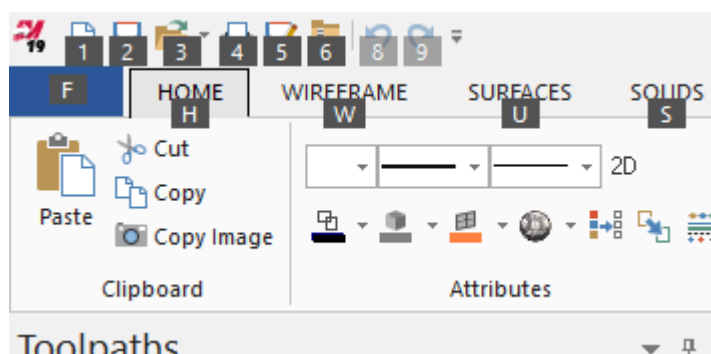 19 1 2 3 4 5 6 8 9
F HOME WIREFRAME SURFACES SOLIDS
H W U S
Cut
Copy
Paste Copy Image
2D
Clipboard Attributes
Toolpaths